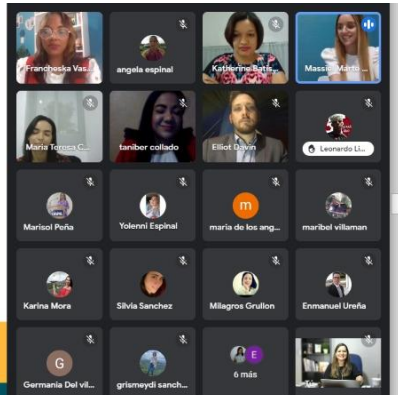 Francheska Vas...
angela espinal
Katherine Batis...
Massiel Marto ...
Maria Teresa C...
taniber collado
Elliot Davin
Leonardo Li...
Marisol Peña
Yolenni Espinal
m
maria de los ang...
maribel villaman
Karina Mora
Silvia Sanchez
Milagros Grullon
Enmanuel Ureña
G
Germania Del vil...
grismeydi sanch...
E
6 más
Tú